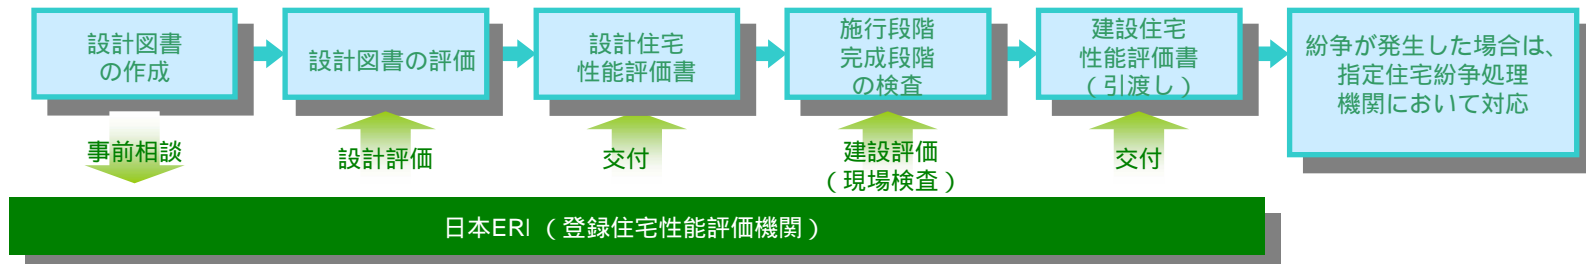 設計図書
の作成
設計図書の評価
設計住宅
性能評価書
施行段階
完成段階
の検査
建設住宅
性能評価書
（引渡し）
紛争が発生した場合は、
指定住宅紛争処理
機関において対応
事前相談
設計評価
交付
建設評価
（現場検査）
交付
日本ERI（登録住宅性能評価機関）